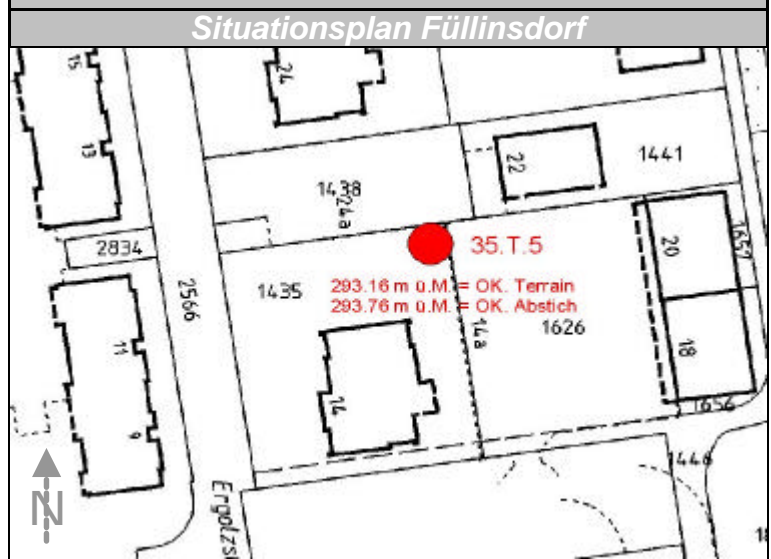 Situationsplan Füllinsdorf
15
24
13
22
1441
1438
24a
35.T.5
20
1657
2834
2566
1435
293.16 m ü.M. = OK. Terrain
293.76 m ü.M. = OK. Abstich
14a
1626
11
18
14
1656
9
1446
N
Ergolzs